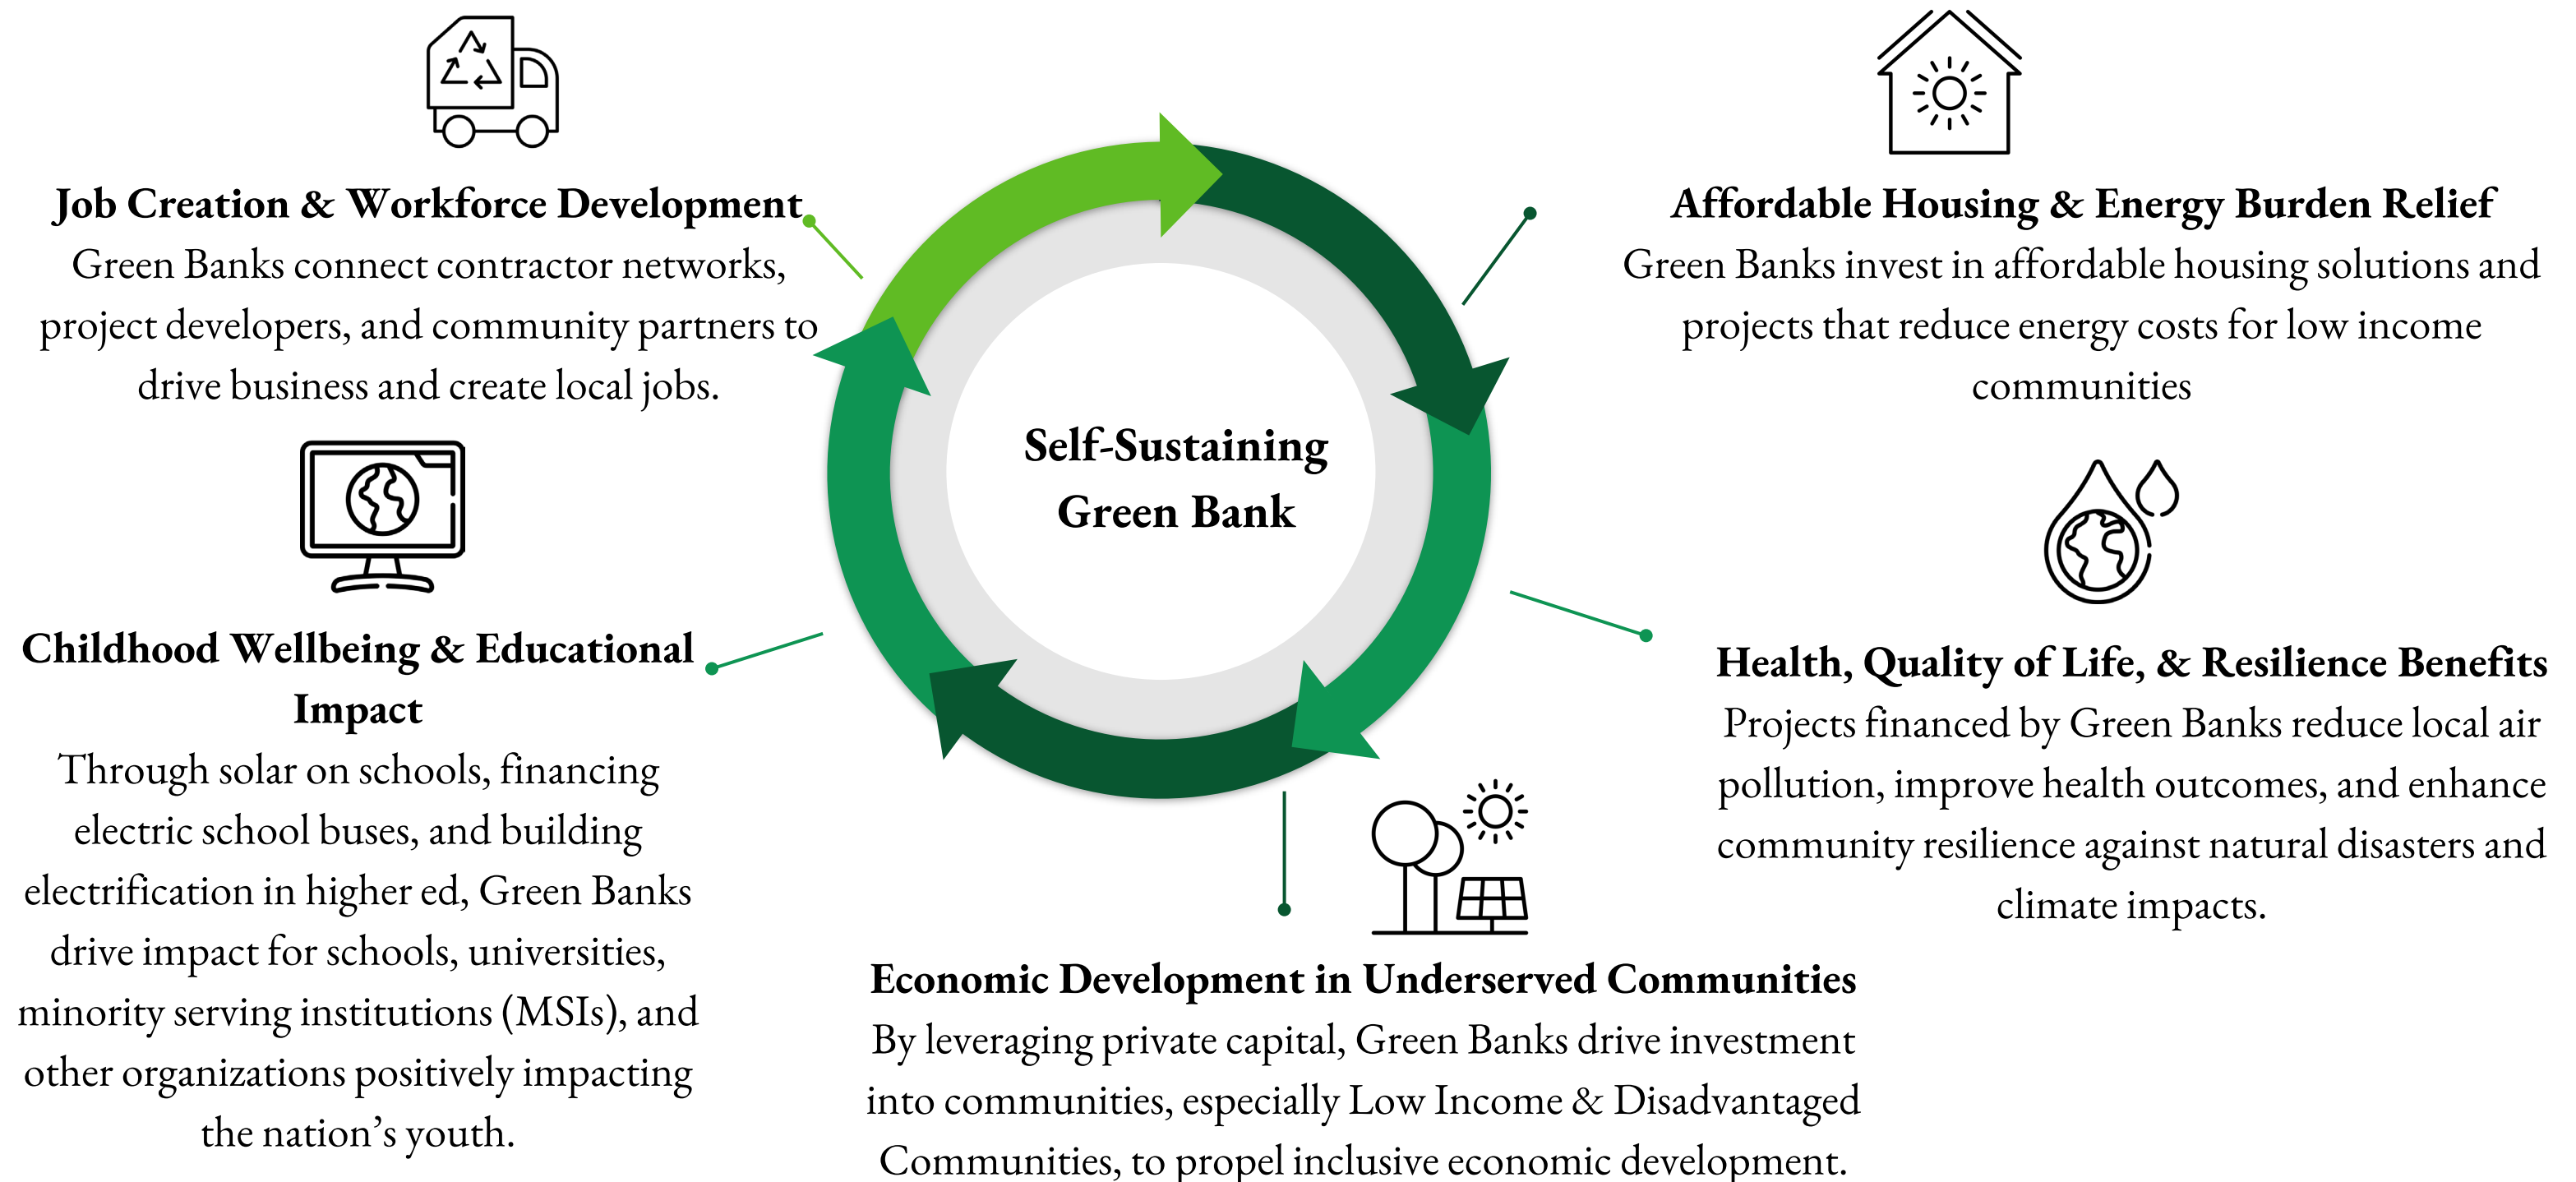 Job Creation & Workforce Development
Green Banks connect contractor networks,
project developers, and community partners to
drive business and create local jobs.
Affordable Housing & Energy Burden Relief
Green Banks invest in affordable housing solutions and
projects that reduce energy costs for low income
communities
Self-Sustaining
Green Bank
Childhood Wellbeing & Educational
Impact
Through solar on schools, financing
electric school buses, and building
electrification in higher ed, Green Banks
drive impact for schools, universities,
minority serving institutions (MSIs), and
other organizations positively impacting
the nation’s youth.
Health, Quality of Life, & Resilience Benefits
Projects financed by Green Banks reduce local air
pollution, improve health outcomes, and enhance
community resilience against natural disasters and
climate impacts.
Economic Development in Underserved Communities
By leveraging private capital, Green Banks drive investment
into communities, especially Low Income & Disadvantaged
Communities, to propel inclusive economic development.